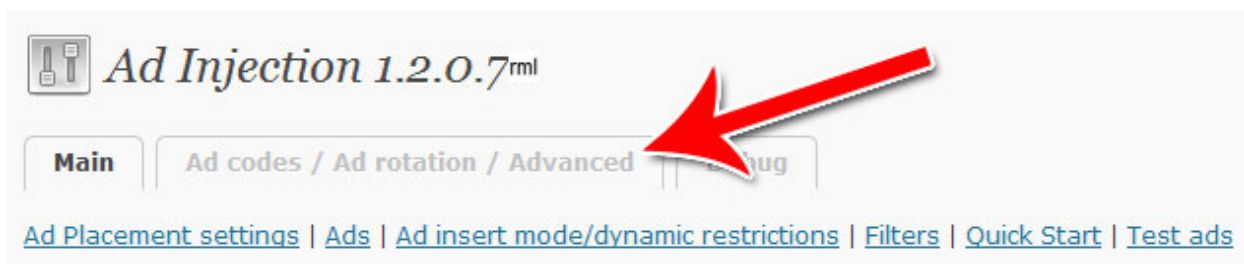 Ad Injection 1.2.0.7rml
Main Ad codes / Ad rotation / Advanced
Ad Placement settings | Ads | Ad insert mode/dynamic restrictions | Filters | Quick Start | Test ads